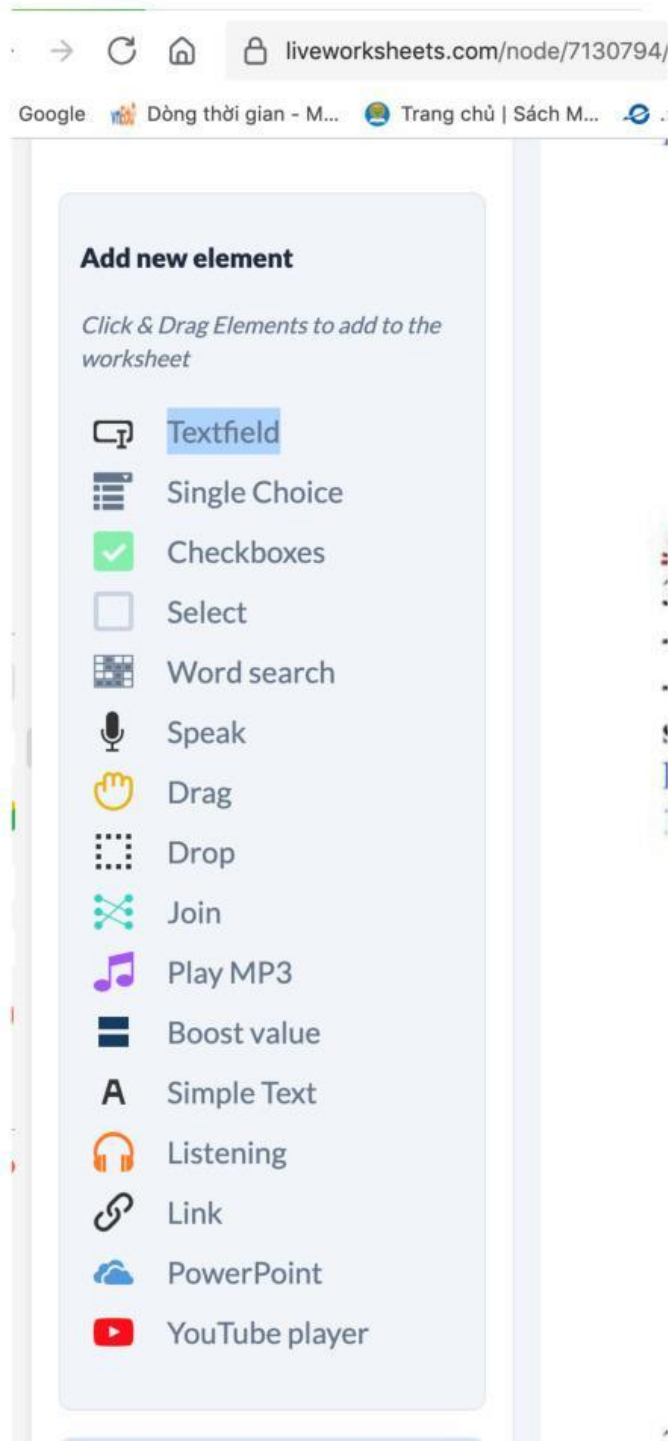 liveworksheets.com/node/7130794/
Google Dòng thời gian - M... Trang chủ | Sách M...
Add new element
Click & Drag Elements to add to the
worksheet
Textfield
Single Choice
Checkboxes
Select
Word search
Speak
Drag
Drop
Join
Play MP3
Boost value
A Simple Text
Listening
Link
PowerPoint
YouTube player